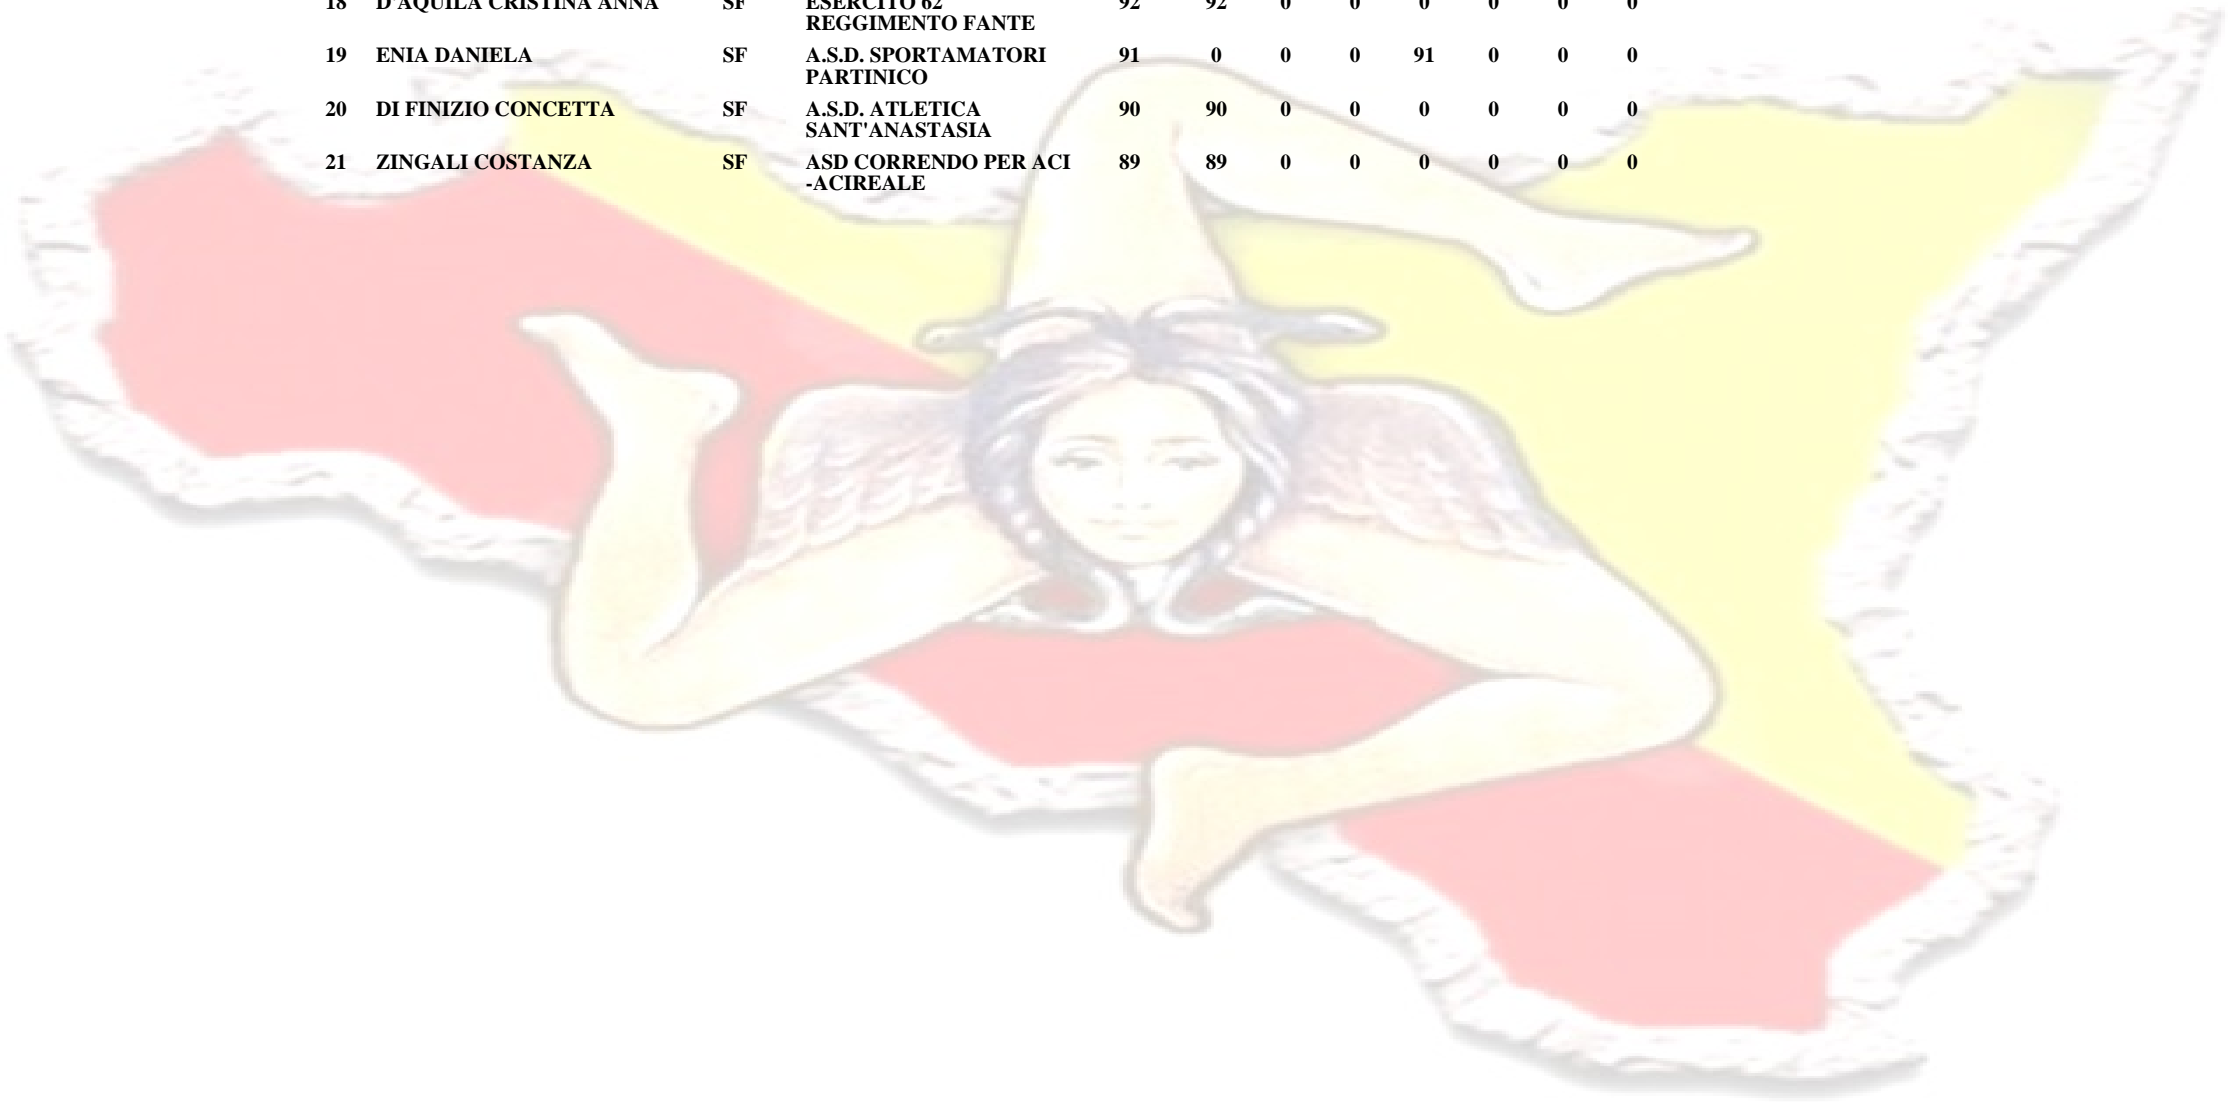 18 D'AQUILA CRISTINA ANNA SF ESERCITO 62 92 92 0 0 0 0 0 0
REGGIMENTO FANTE
19 ENIA DANIELA SF A.S.D. SPORTAMATORI 91 0 0 0 91 0 0 0
PARTINICO
20 DI FINIZIO CONCETTA SF A.S.D. ATLETICA 90 90 0 0 0 0 0 0
SANT'ANASTASIA
21 ZINGALI COSTANZA SF ASD CORRENDO PER ACI 89 89 0 0 0 0 0 0
-ACIREALE